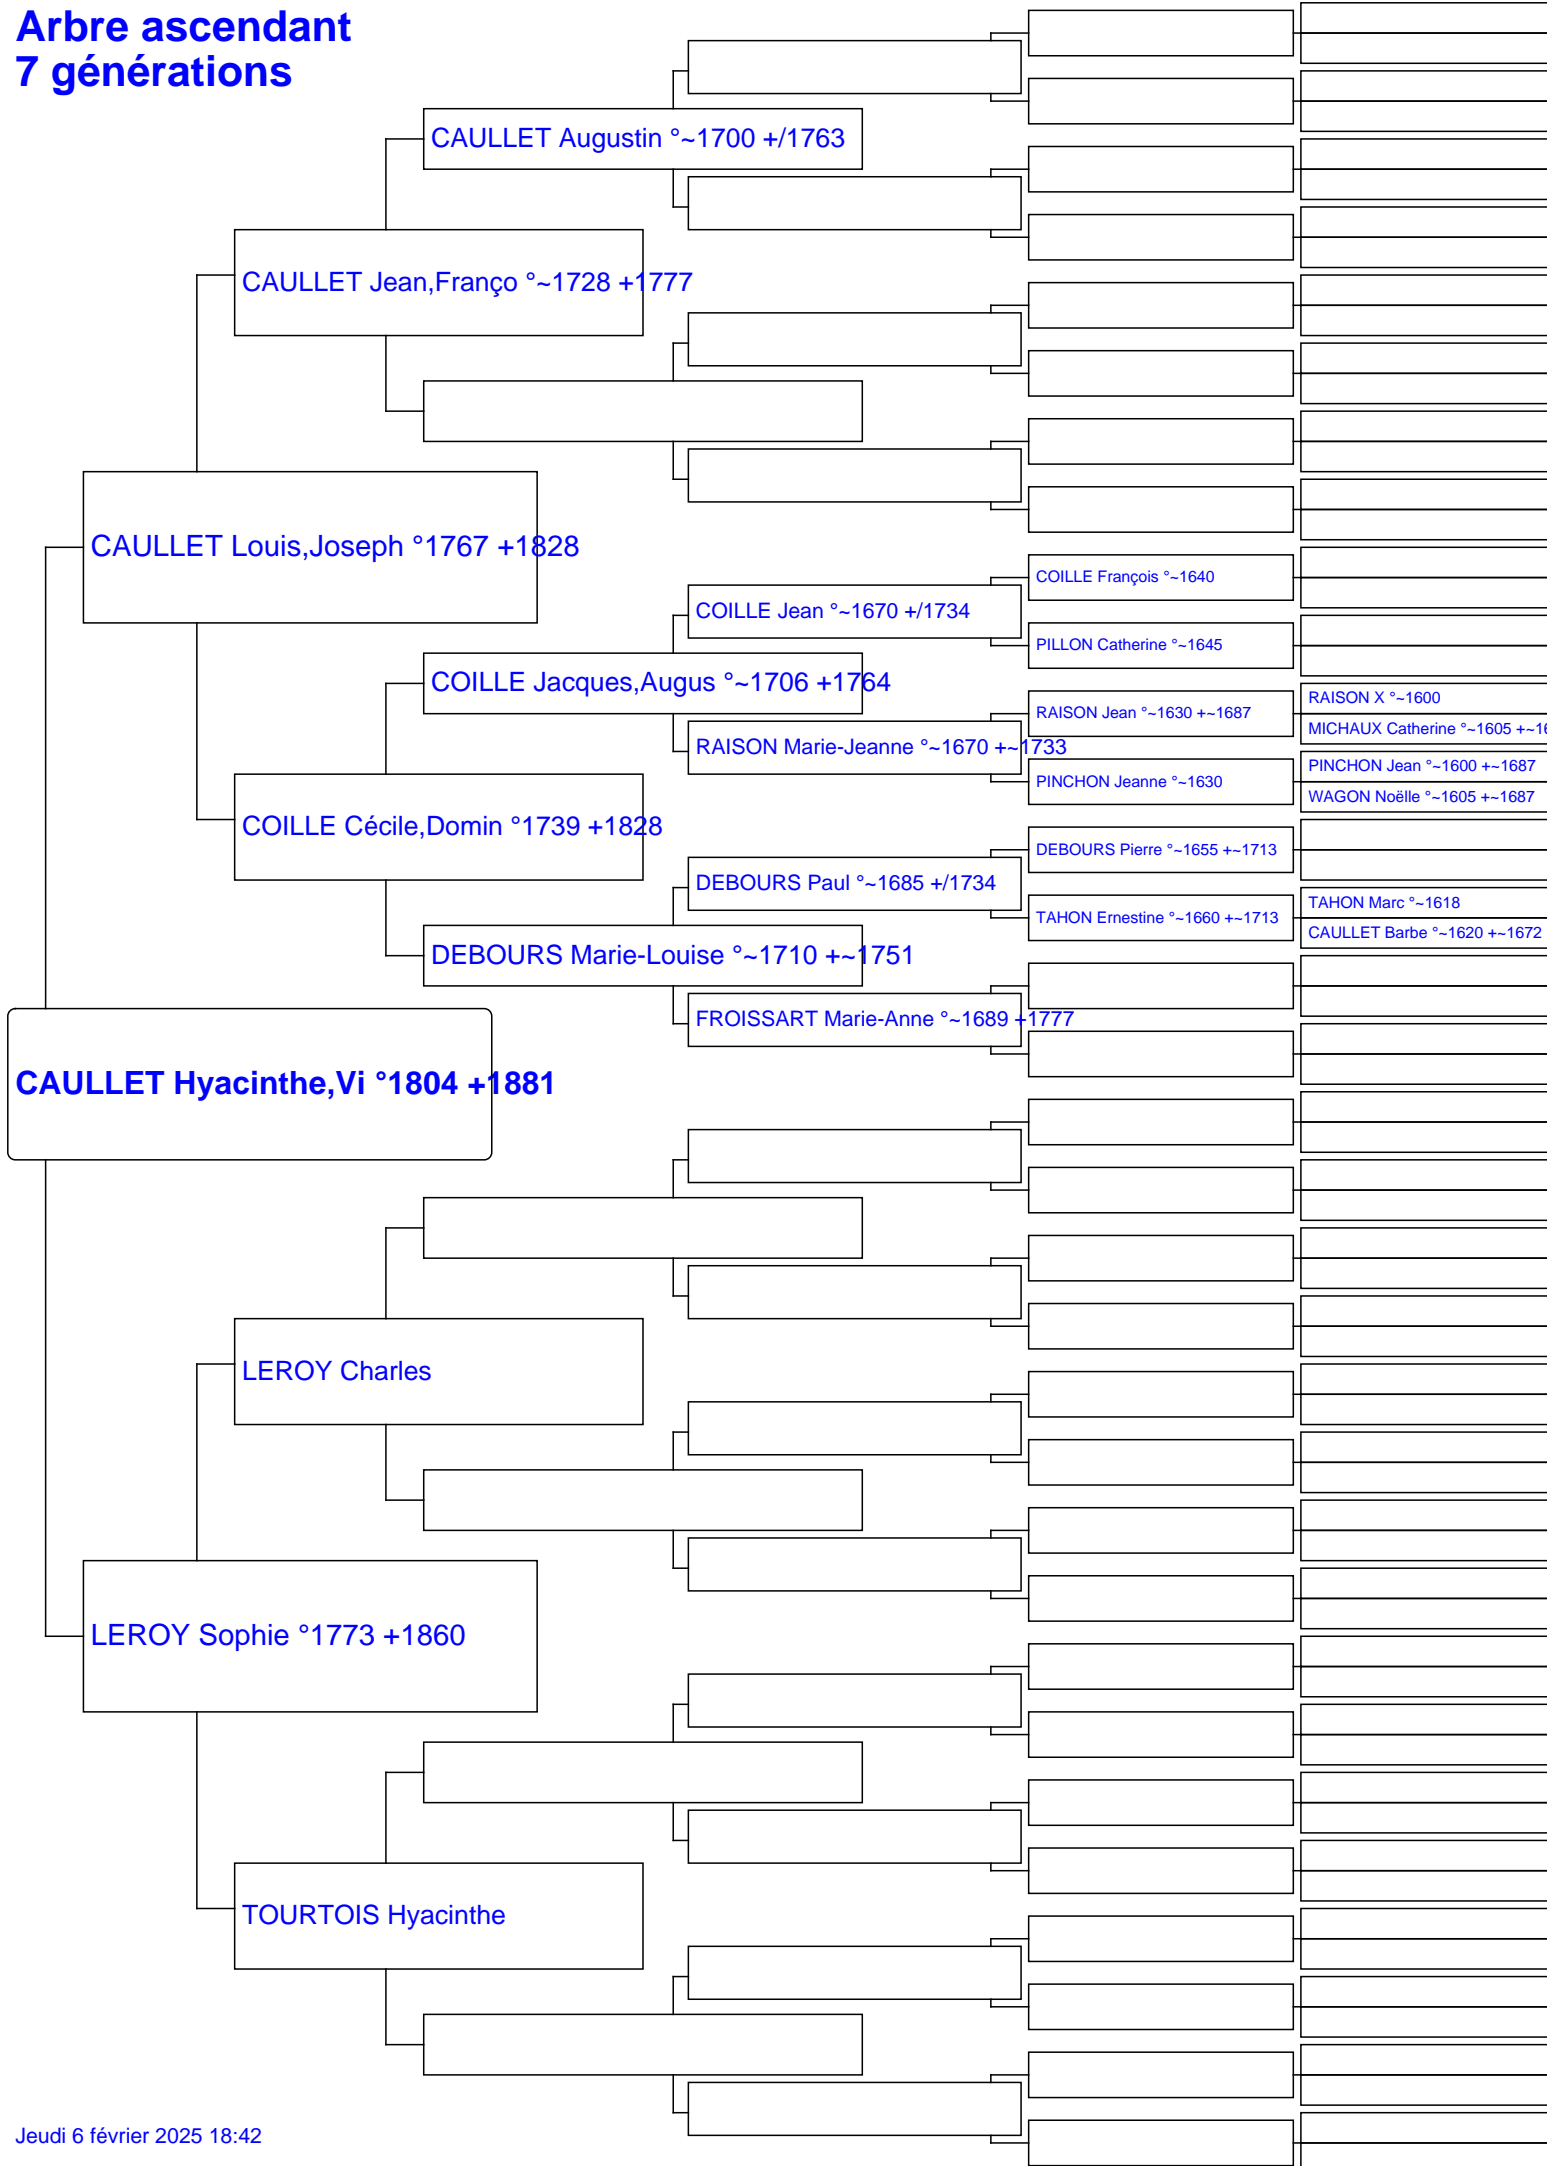 Arbre ascendant
7 générations
CAULLET Augustin °~1700 +/1763
CAULLET Jean,Franço °~1728 +1777
CAULLET Louis,Joseph °1767 +1828
COILLE François °~1640
COILLE Jean °~1670 +/1734
PILLON Catherine °~1645
COILLE Jacques,Augus °~1706 +1764
RAISON X °~1600
RAISON Jean °~1630 +~1687
MICHAUX Catherine °~1605 +~16
RAISON Marie-Jeanne °~1670 +~1733
PINCHON Jean °~1600 +~1687
PINCHON Jeanne °~1630
WAGON Noëlle °~1605 +~1687
COILLE Cécile,Domin °1739 +1828
DEBOURS Pierre °~1655 +~1713
DEBOURS Paul °~1685 +/1734
TAHON Marc °~1618
TAHON Ernestine °~1660 +~1713
CAULLET Barbe °~1620 +~1672
DEBOURS Marie-Louise °~1710 +~1751
FROISSART Marie-Anne °~1689 +1777
CAULLET Hyacinthe,Vi °1804 +1881
LEROY Charles
LEROY Sophie °1773 +1860
TOURTOIS Hyacinthe
Jeudi 6 février 2025 18:42